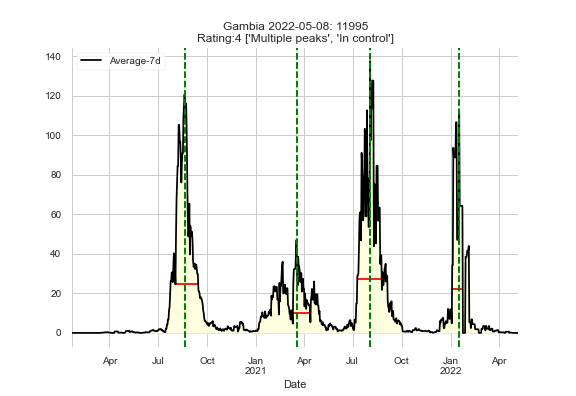 Gambia 2022-05-08: 11995
Rating:4 ['Multiple peaks', 'In control']
Average-7d
140
120
100
80
60
40
20
0
Apr Jul Oct Jan Apr Jul Oct Jan Apr
2021 2022
Date